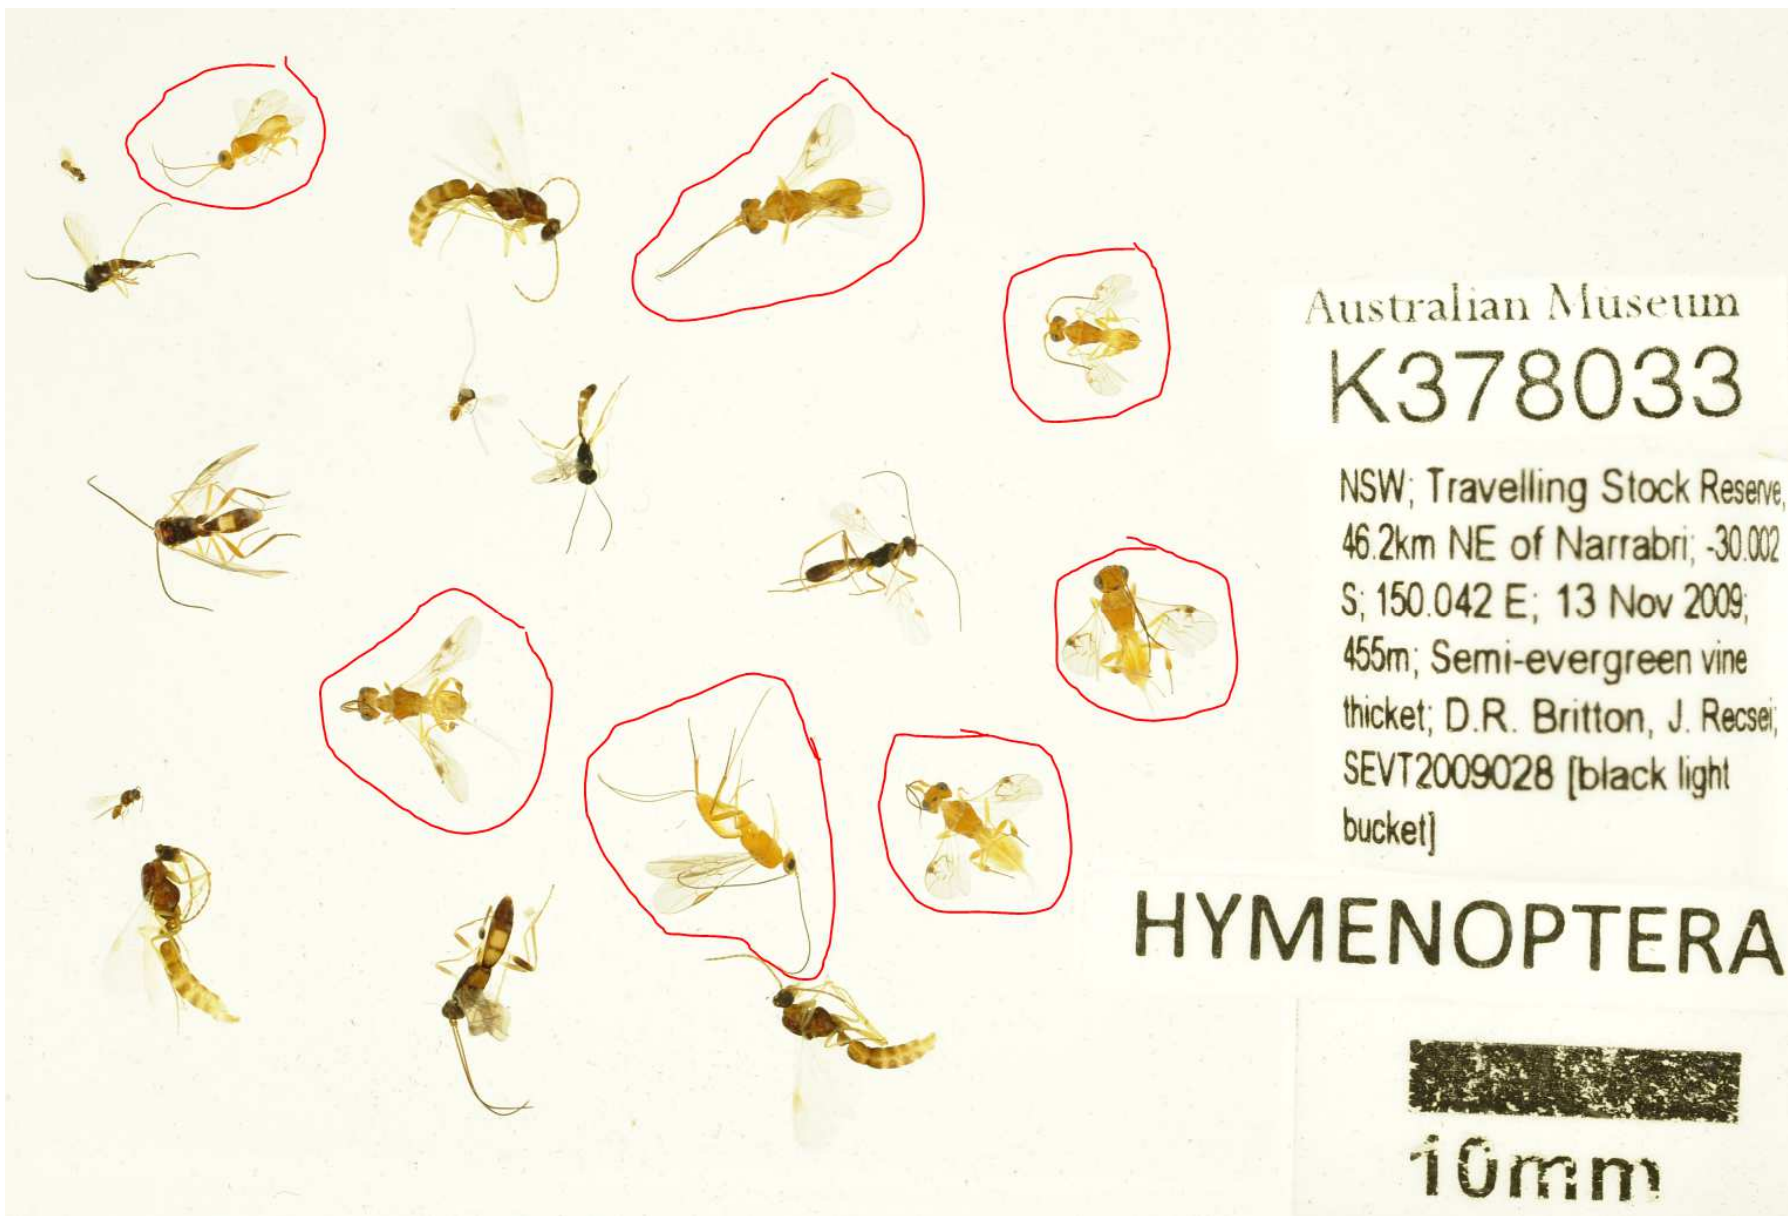 Australian Museum
K378033
NSW; Travelling Stock Reserve,
46.2km NE of Narrabri; -30.002
S; 150.042 E; 13 Nov 2009;
455m; Semi-evergreen vine
thicket; D.R. Britton, J. Recsei;
SEVT2009028 [black light
bucket]
HYMENOPTERA
10mm